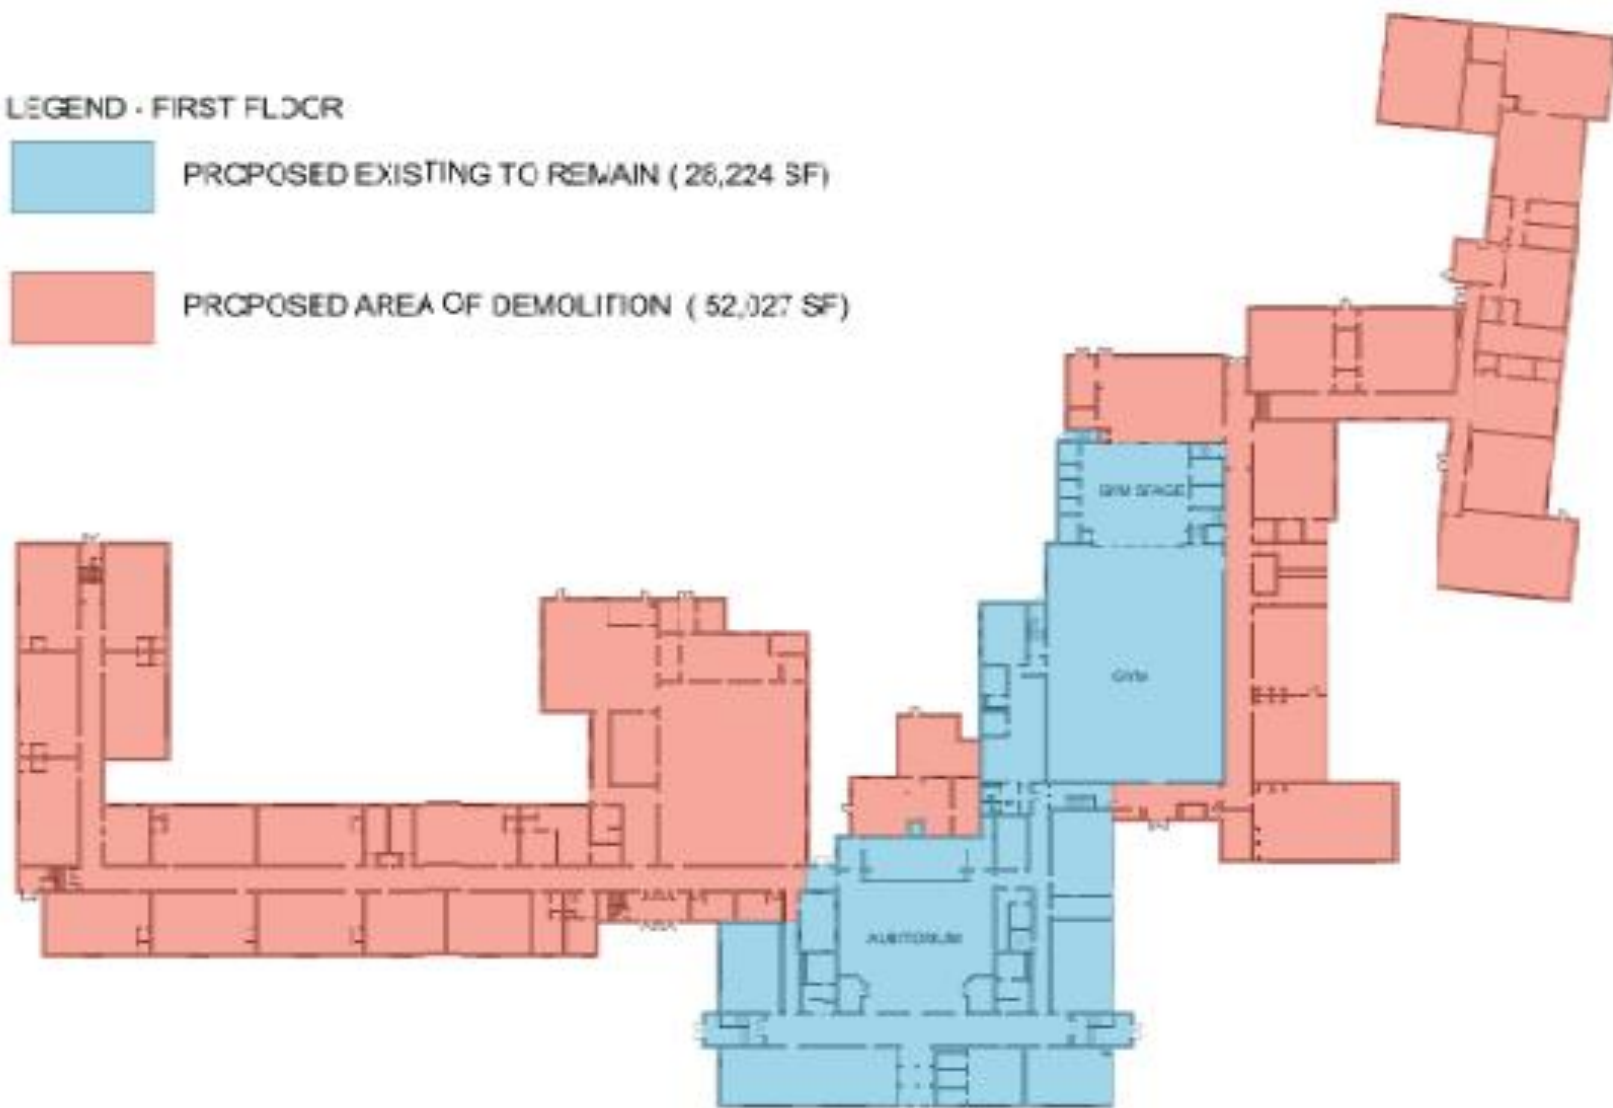 LEGEND - FIRST FLOOR
PROPOSED EXISTING TO REMAIN ( 28,224 SF)
PROPOSED AREA OF DEMOLITION ( 52,027 SF)
GYM STAGE
GYM
AUDITORIUM